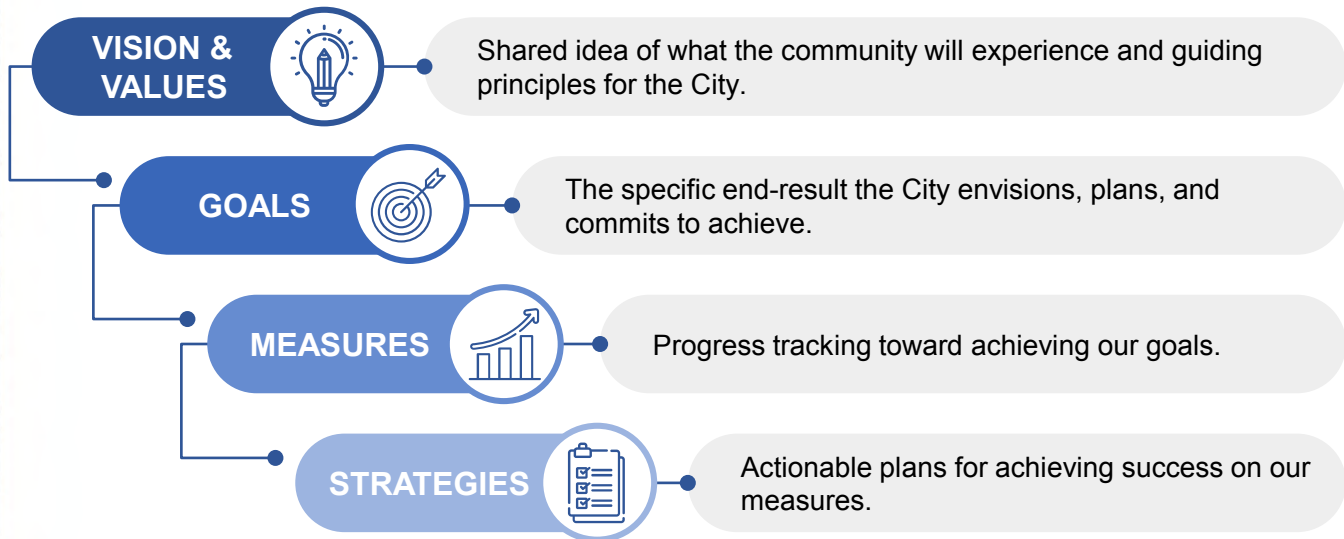 VISION &
VALUES
Shared idea of what the community will experience and guiding
principles for the City.
GOALS
The specific end-result the City envisions, plans, and
commits to achieve.
MEASURES
Progress tracking toward achieving our goals.
STRATEGIES
Actionable plans for achieving success on our
measures.